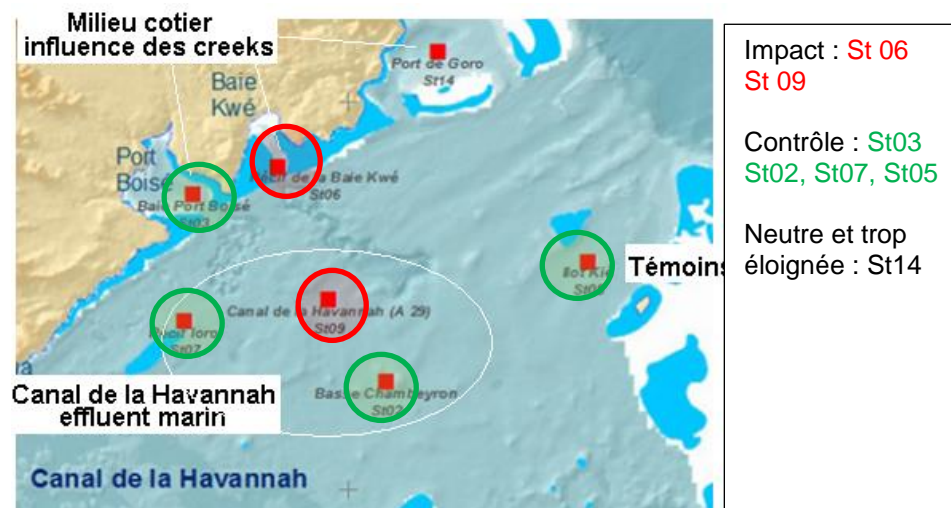 Milieu cotier
influence des creeks
Port de Goro
St14
Baie
Kwé
Port
Boisé
Récif de la Baie Kwé
St06
Baie Port Boisé
St03
Ilot Kié
Témoins
Canal de la Havannah (A 29)
St09
Récif Ioro
St07
Basse Chambeyron
St02
Canal de la Havannah
effluent marin
Canal de la Havannah
Impact : St 06
St 09
Contrôle : St03
St02, St07, St05
Neutre et trop
éloignée : St14